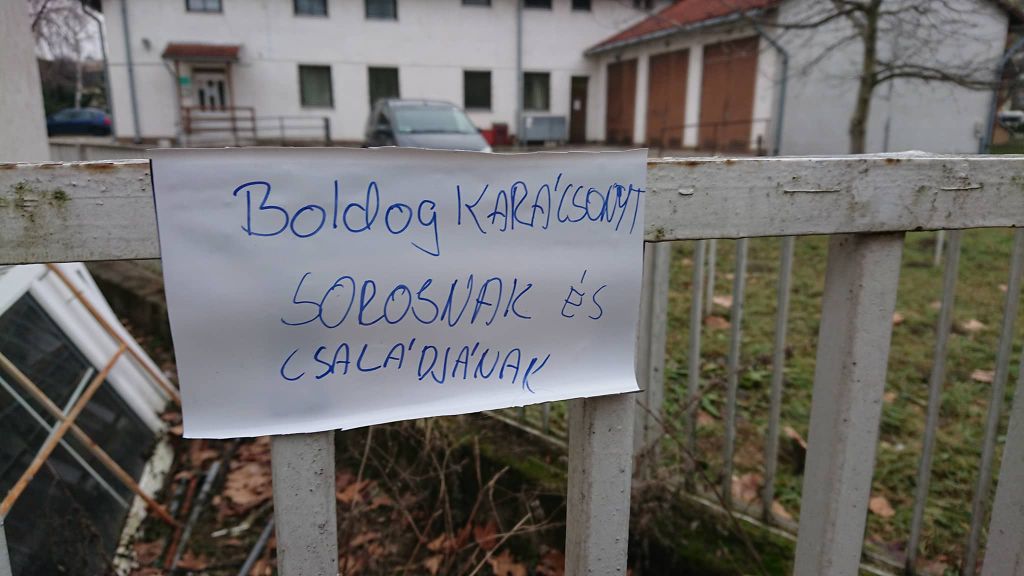 Boldog KARÁCSONYT
SOROSNAK ÉS
CSALÁDJÁNAK